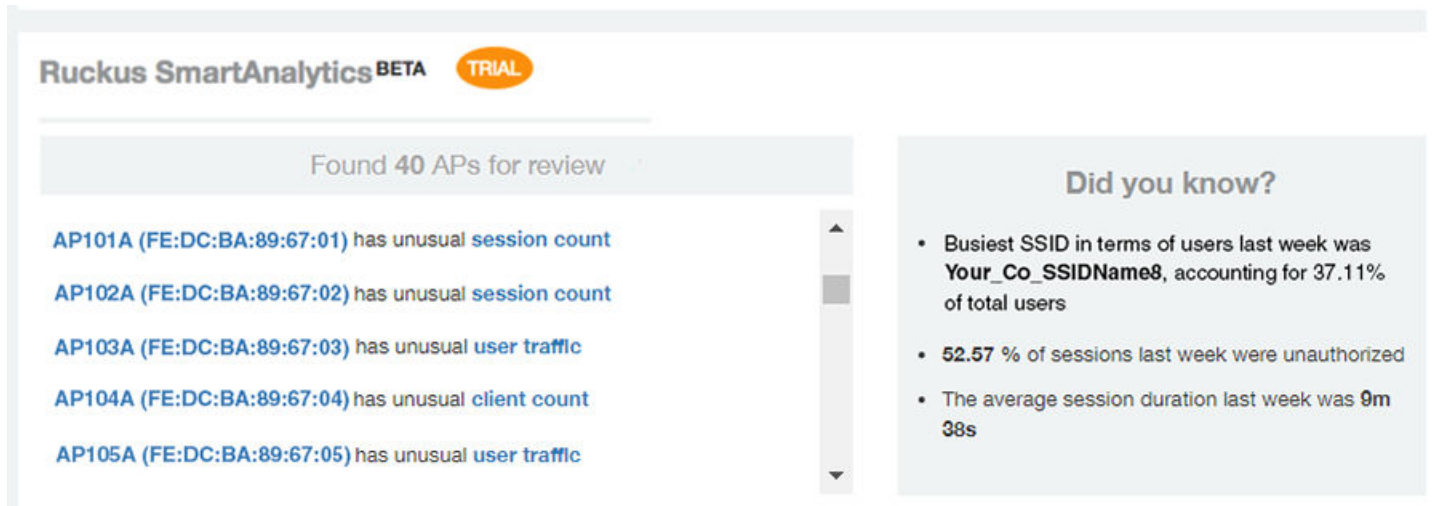 Ruckus SmartAnalytics BETA TRIAL
Found 40 APs for review
AP101A (FE:DC:BA:89:67:01) has unusual session count
AP102A (FE:DC:BA:89:67:02) has unusual session count
AP103A (FE:DC:BA:89:67:03) has unusual user traffic
AP104A (FE:DC:BA:89:67:04) has unusual client count
AP105A (FE:DC:BA:89:67:05) has unusual user traffic
Did you know?
• Busiest SSID in terms of users last week was
Your_Co_SSIDName8, accounting for 37.11%
of total users
• 52.57 % of sessions last week were unauthorized
• The average session duration last week was 9m
38s